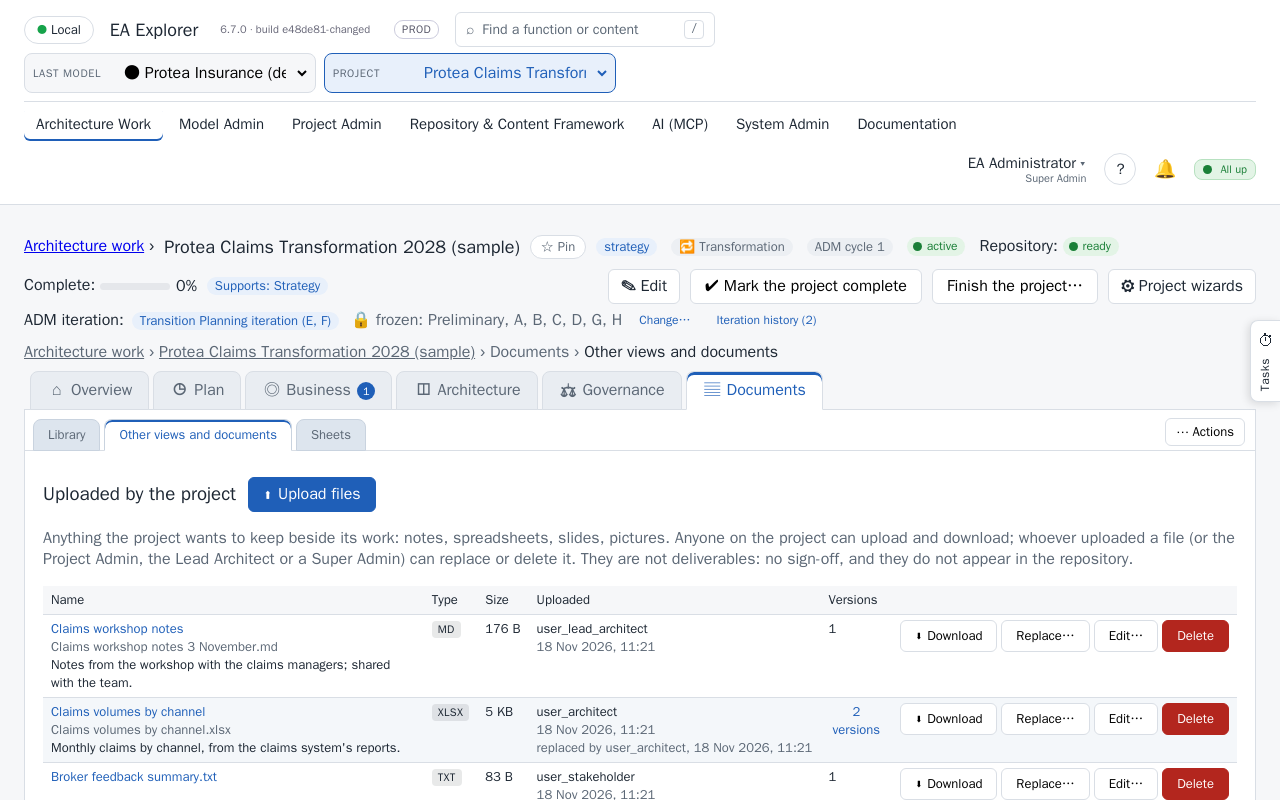 Local
EA Explorer
6.7.0 · build e48de81-changed
PROD
Find a function or content
/
LAST MODEL
Protea Insurance (de
PROJECT
Protea Claims Transfor
Architecture Work
Model Admin
Project Admin
Repository & Content Framework
AI (MCP)
System Admin
Documentation
EA Administrator
Super Admin
?
All up
Architecture work › Protea Claims Transformation 2028 (sample)
☆ Pin
strategy
Transformation
ADM cycle 1
active
Repository:
ready
Complete: 0%
Supports: Strategy
✎ Edit
✔ Mark the project complete
Finish the project···
⚙ Project wizards
ADM iteration:
Transition Planning iteration (E, F)
frozen: Preliminary, A, B, C, D, G, H
Change···
Iteration history (2)
Tasks
Architecture work › Protea Claims Transformation 2028 (sample) › Documents › Other views and documents
Overview
Plan
Business 1
Architecture
Governance
Documents
Library
Other views and documents
Sheets
··· Actions
Uploaded by the project
Upload files
Anything the project wants to keep beside its work: notes, spreadsheets, slides, pictures. Anyone on the project can upload and download; whoever uploaded a file (or the
Project Admin, the Lead Architect or a Super Admin) can replace or delete it. They are not deliverables: no sign-off, and they do not appear in the repository.
Name Type Size Uploaded Versions
Claims workshop notes MD 176 B user_lead_architect 1 Download Replace··· Edit··· Delete
Claims workshop notes 3 November.md 18 Nov 2026, 11:21
Notes from the workshop with the claims managers; shared
with the team.
Claims volumes by channel XLSX 5 KB user_architect 2 versions Download Replace··· Edit··· Delete
Claims volumes by channel.xlsx 18 Nov 2026, 11:21
Monthly claims by channel, from the claims system's reports. replaced by user_architect, 18 Nov 2026, 11:21
Broker feedback summary.txt TXT 83 B user_stakeholder 1 Download Replace··· Edit··· Delete
18 Nov 2026, 11:21